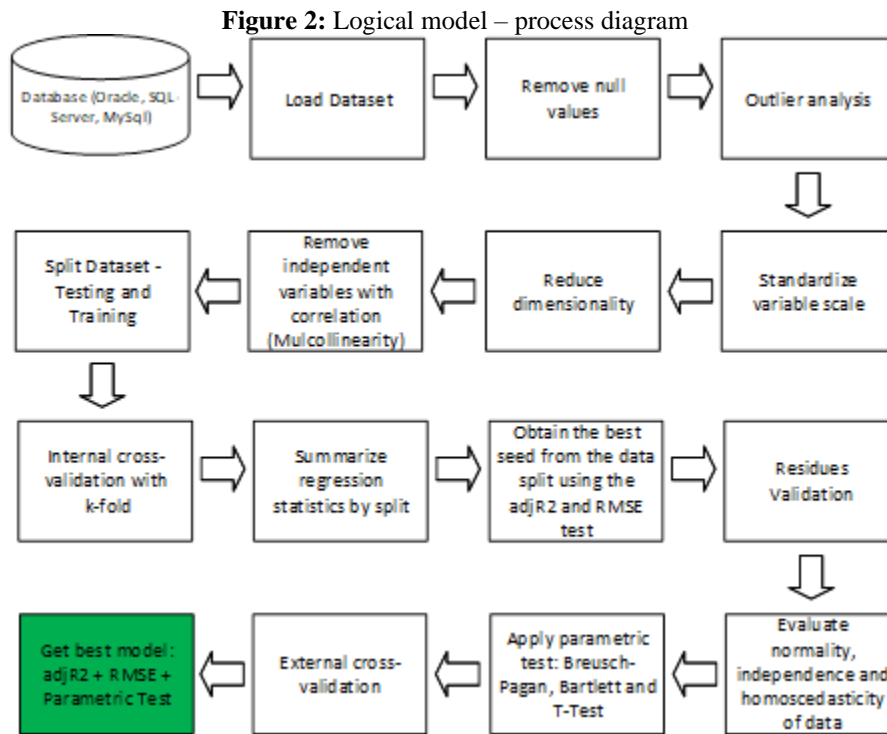 Figure 2: Logical model – process diagram
Database (Oracle, SQL-
Server, MySql)
Load Dataset
Remove null
values
Outlier analysis
Standardize
variable scale
Reduce
dimensionality
Remove
independent
variables with
correlation
(Mulcollinearity)
Split Dataset -
Testing and
Training
Internal cross-
validation with
k-fold
Summarize
regression
statistics by split
Obtain the best
seed from the data
split using the
adjR2 and RMSE
test
Residues
Validation
Evaluate
normality,
independence and
homoscedasticity
of data
Apply parametric
test: Breusch-
Pagan, Bartlett and
T-Test
External cross-
validation
Get best model:
adjR2 + RMSE +
Parametric Test